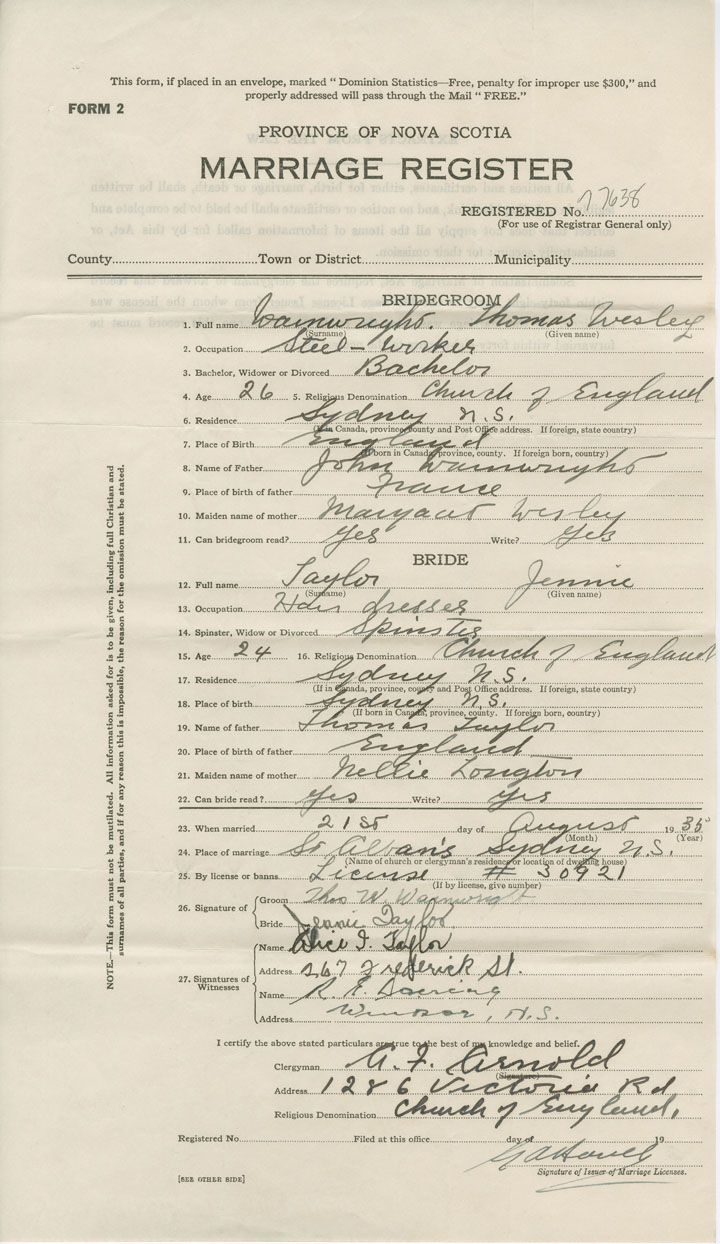 This form, if placed in an envelope, marked " Dominion Statistics—Free, penalty for improper use $300," and
properly addressed will pass through the Mail " FREE."
FORM 2
PROVINCE OF NOVA SCOTIA
MARRIAGE REGISTER
REGISTERED No. 77638
(For use of Registrar General only)
County Town or District Municipality
BRIDEGROOM
1. Full name Wainwright. Thomas Wesley
(Surname) (Given name)
2. Occupation Steel-worker
3. Bachelor, Widower or Divorced Bachelor
4. Age 26 5. Religious Denomination Church of England
6. Residence Sydney N.S.
(If in Canada, province, county and Post Office address. If foreign, state country)
7. Place of Birth England
(If born in Canada, province, county. If foreign born, country)
8. Name of Father John Wainwright
9. Place of birth of father France
10. Maiden name of mother Margaret Wesley
11. Can bridegroom read? Yes Write? Yes
BRIDE
12. Full name Taylor Jennie
(Surname) (Given name)
13. Occupation Hair dresser
14. Spinster, Widow or Divorced Spinster
15. Age 24 16. Religious Denomination Church of England
17. Residence Sydney N.S.
(If in Canada, province, county and Post Office address. If foreign, state country)
18. Place of birth Sydney N.S.
(If born in Canada, province, county. If foreign born, country)
19. Name of father Thomas Taylor
20. Place of birth of father England
21. Maiden name of mother Nellie Longton
22. Can bride read? Yes Write? Yes
23. When married 21st day of August 1935
(Month) (Year)
24. Place of marriage St Alban's Sydney N.S.
(Name of church or clergyman's residence or location of dwelling house)
25. By license or banns License # 30921
(If by license, give number)
26. Signature of
Groom Thos W. Wainwright
Bride Jennie Taylor
27. Signatures of Witnesses
Name Alice I. Taylor
Address 267 Frederick St.
Name R. E.
Address Windsor, N.S.
I certify the above stated particulars are true to the best of my knowledge and belief.
Clergyman A. F. Arnold
(Signature)
Address 1286 Victoria Rd
Religious Denomination Church of England,
Registered No. Filed at this office day of 19
Signature of Issuer of Marriage Licenses.
[SEE OTHER SIDE]
NOTE.—This form must not be mutilated. All information asked for is to be given, including full Christian and
surnames of all parties, and if for any reason this is impossible, the reason for the omission must be stated.